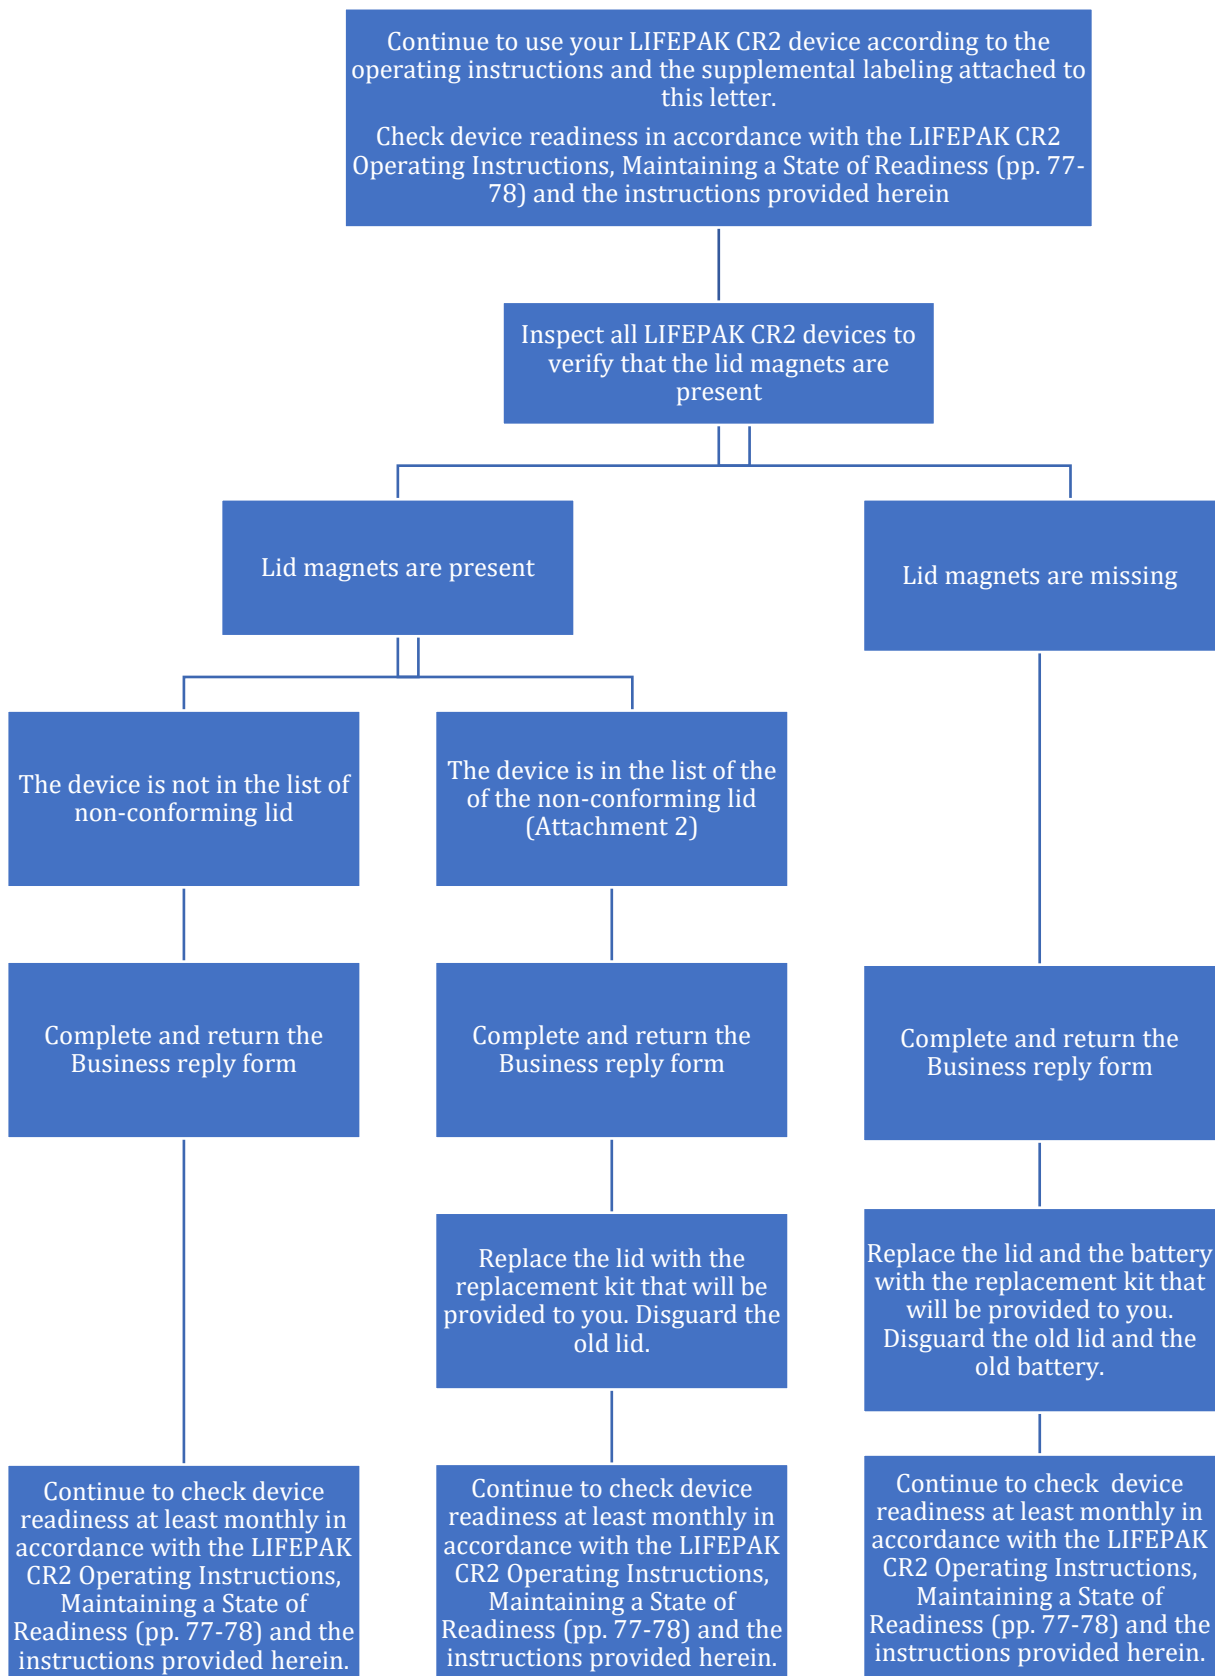 Continue to use your LIFEPAK CR2 device according to the
operating instructions and the supplemental labeling attached to
this letter.
Check device readiness in accordance with the LIFEPAK CR2
Operating Instructions, Maintaining a State of Readiness (pp. 77-
78) and the instructions provided herein
Inspect all LIFEPAK CR2 devices to
verify that the lid magnets are
present
Lid magnets are present
Lid magnets are missing
The device is not in the list of
non-conforming lid
The device is in the list of the
of the non-conforming lid
(Attachment 2)
Complete and return the
Business reply form
Complete and return the
Business reply form
Complete and return the
Business reply form
Replace the lid with the
replacement kit that will be
provided to you. Disguard the
old lid.
Replace the lid and the battery
with the replacement kit that
will be provided to you.
Disguard the old lid and the
old battery.
Continue to check device
readiness at least monthly in
accordance with the LIFEPAK
CR2 Operating Instructions,
Maintaining a State of
Readiness (pp. 77-78) and the
instructions provided herein.
Continue to check device
readiness at least monthly in
accordance with the LIFEPAK
CR2 Operating Instructions,
Maintaining a State of
Readiness (pp. 77-78) and the
instructions provided herein.
Continue to check  device
readiness at least monthly in
accordance with the LIFEPAK
CR2 Operating Instructions,
Maintaining a State of
Readiness (pp. 77-78) and the
instructions provided herein.